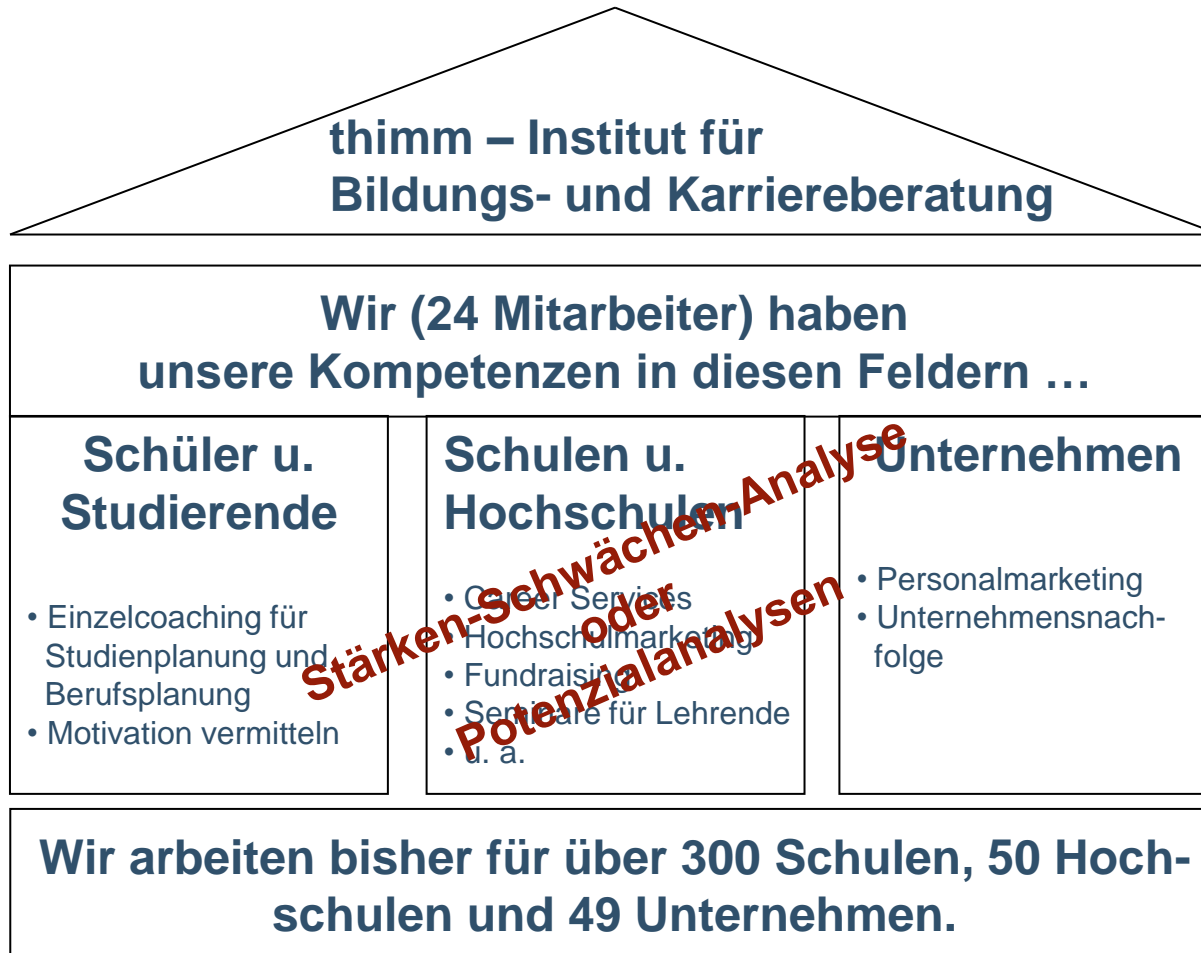 thimm – Institut für
Bildungs- und Karriereberatung
Wir (24 Mitarbeiter) haben
unsere Kompetenzen in diesen Feldern …
Schüler u.
Studierende
• Einzelcoaching für
Studienplanung und
Berufsplanung
• Motivation vermitteln
Schulen u.
Hochschulen
• Career Services
• Hochschulmarketing
• Fundraising
• Seminare für Lehrende
• u. a.
Unternehmen
• Personalmarketing
• Unternehmensnach-
folge
Stärken-Schwächen-Analyse
oder
Potenzialanalysen
Wir arbeiten bisher für über 300 Schulen, 50 Hoch-
schulen und 49 Unternehmen.